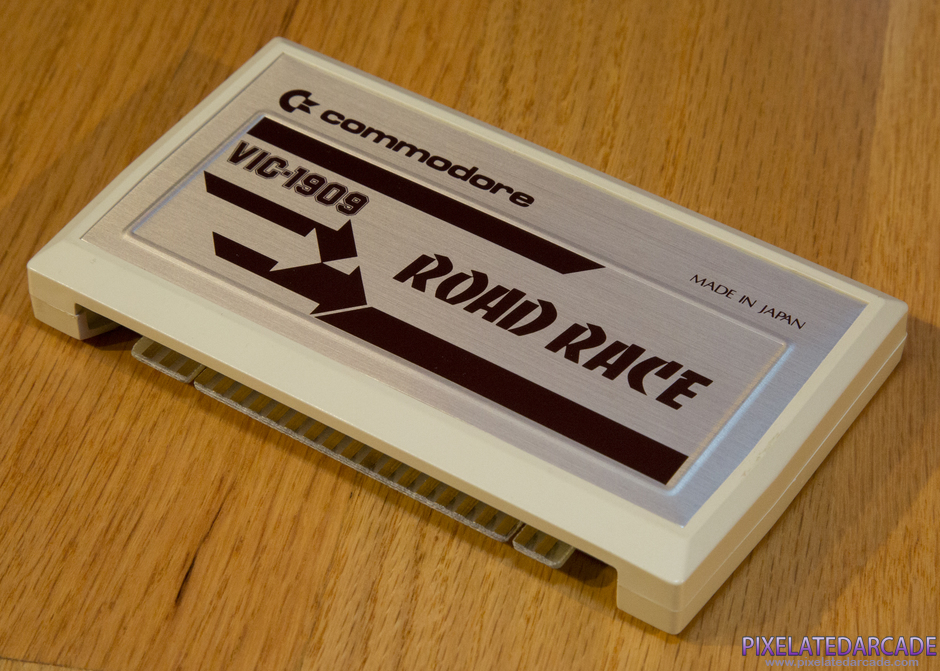 commodore
VIC-1909
ROAD RACE
MADE IN JAPAN
PIXELATEDARCADE
www.pixelatedarcade.com